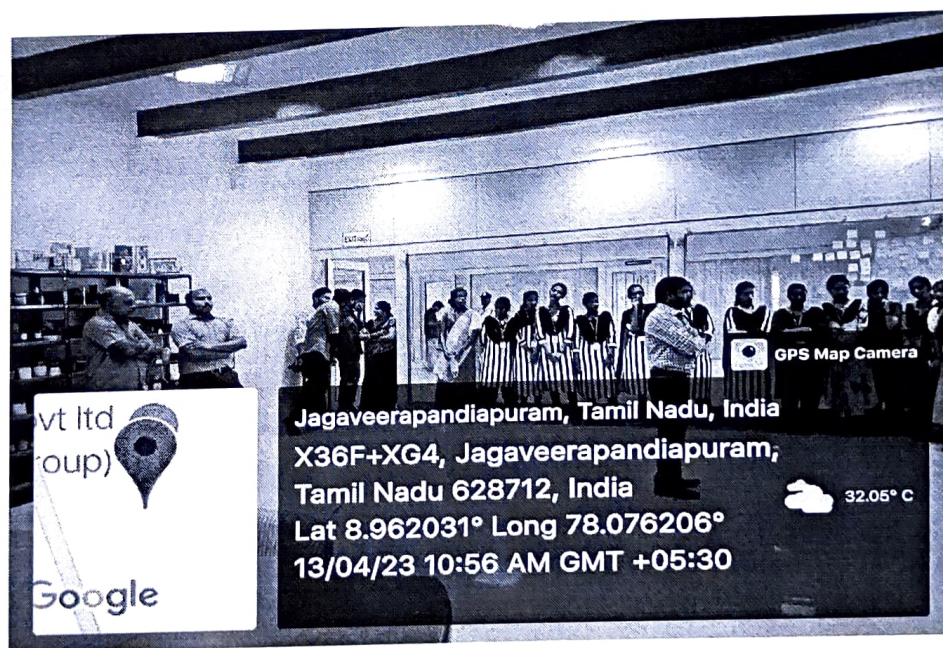 EXIT
GPS Map Camera
vt ltd
roup)
Google
Jagaveerapandiapuram, Tamil Nadu, India
X36F+XG4, Jagaveerapandiapuram,
Tamil Nadu 628712, India
Lat 8.962031° Long 78.076206°
13/04/23 10:56 AM GMT +05:30
32.05° C